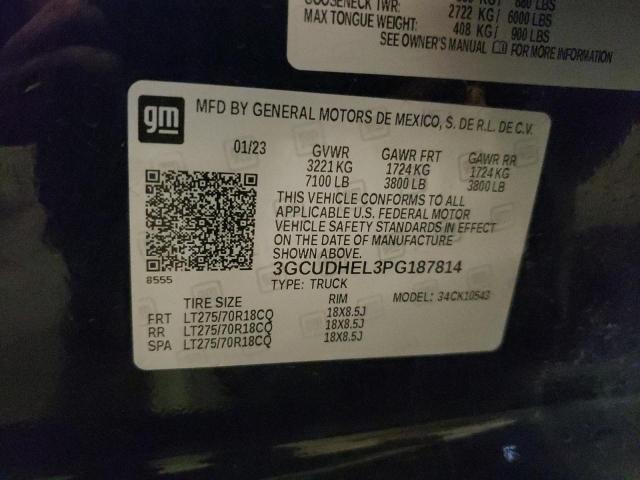 680 LBS
GOOSENECK TWR: 2722 KG/ 6000 LBS
MAX TONGUE WEIGHT: 408 KG/ 900 LBS
SEE OWNER'S MANUAL FOR MORE INFORMATION
gm
MFD BY GENERAL MOTORS DE MEXICO, S. DE R.L. DE C.V.
01/23 GVWR GAWR FRT GAWR RR
3221 KG 1724 KG 1724 KG
7100 LB 3800 LB 3800 LB
THIS VEHICLE CONFORMS TO ALL
APPLICABLE U.S. FEDERAL MOTOR
VEHICLE SAFETY STANDARDS IN EFFECT
ON THE DATE OF MANUFACTURE
SHOWN ABOVE.
8555
3GCUDHEL3PG187814
TYPE: TRUCK MODEL: 34CK10543
TIRE SIZE RIM
FRT LT275/70R18CQ 18X8.5J
RR LT275/70R18CQ 18X8.5J
SPA LT275/70R18CQ 18X8.5J